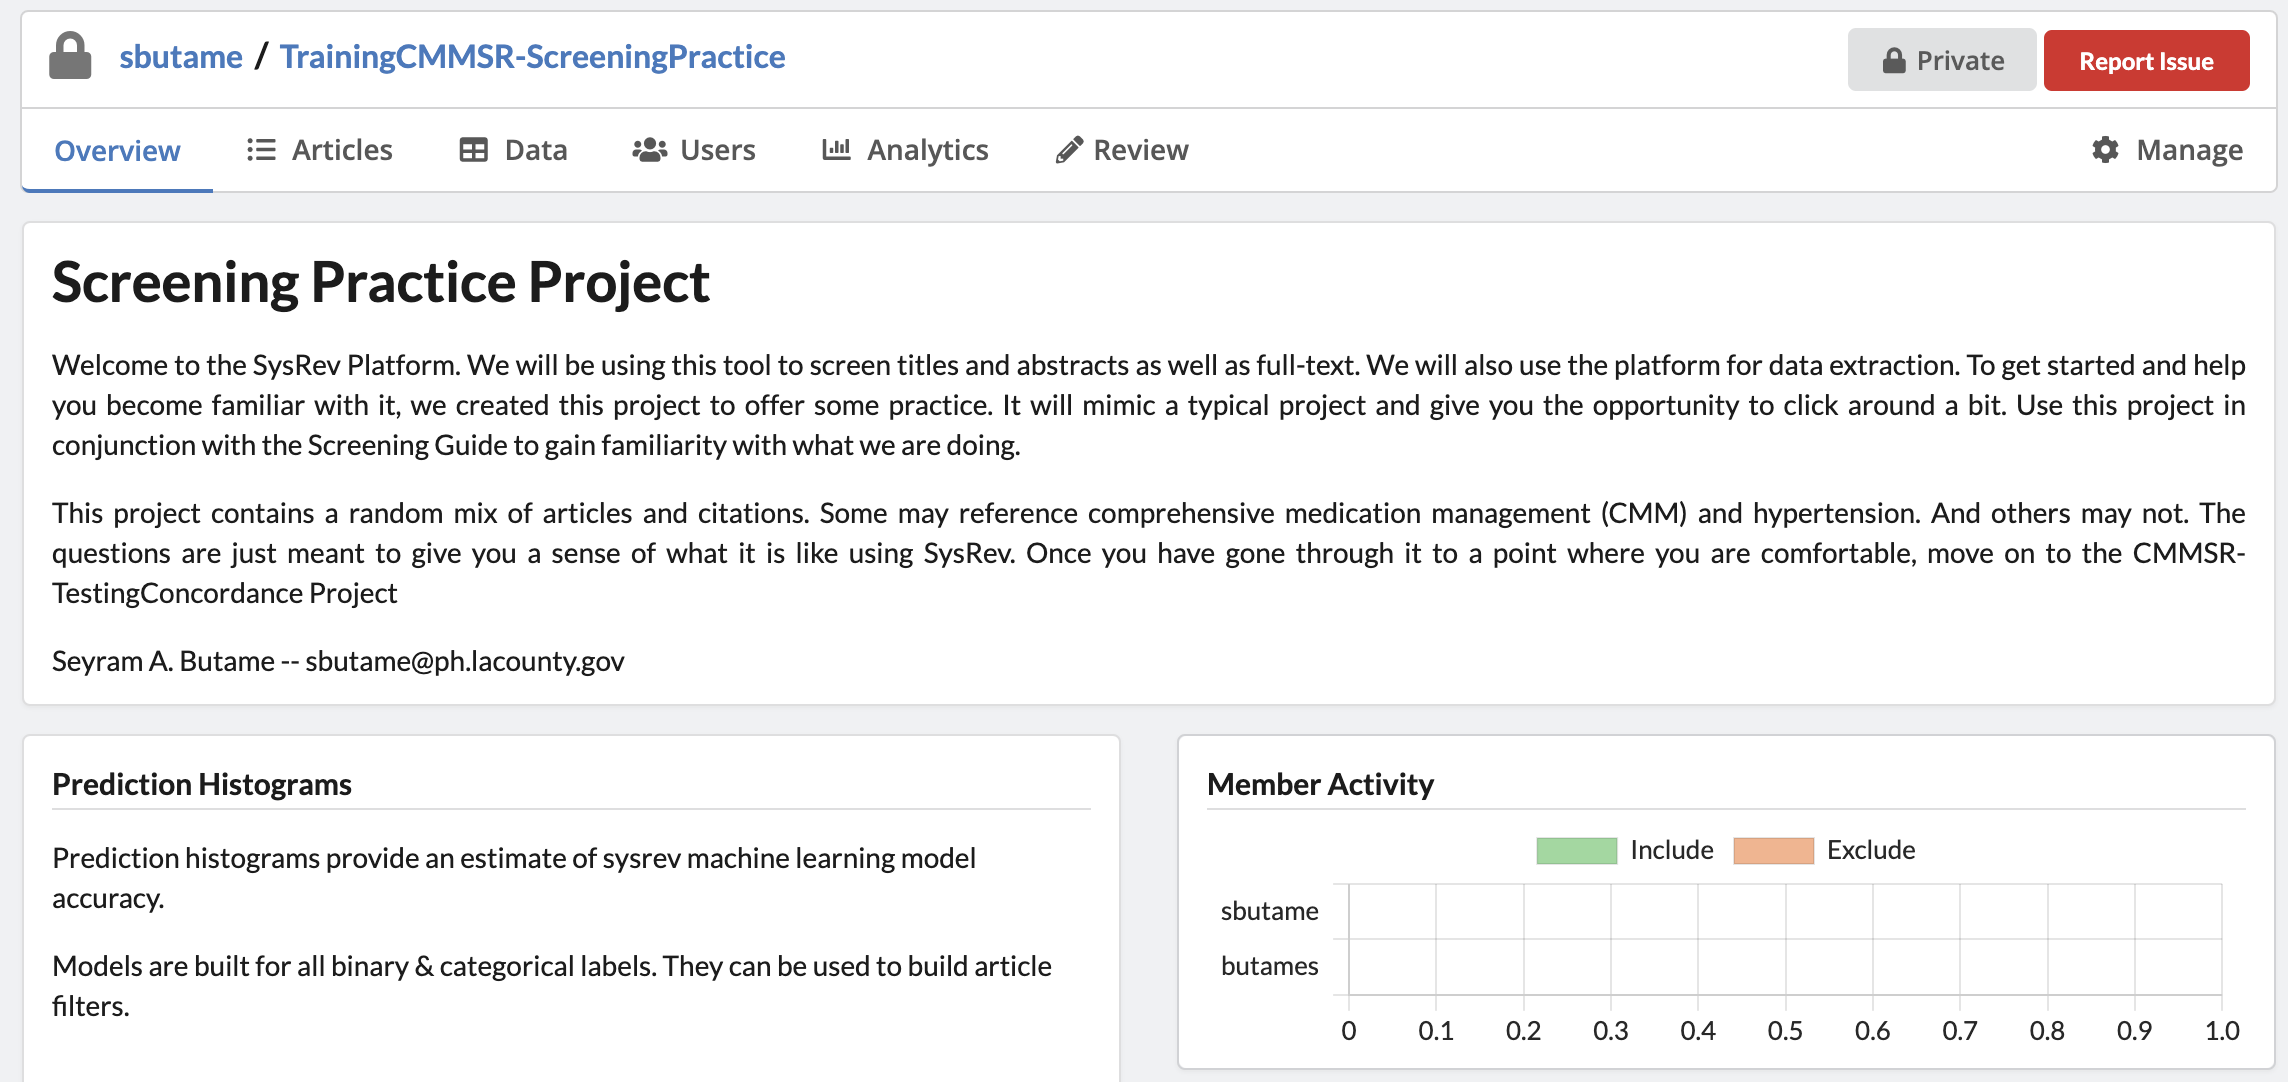 sbutame / TrainingCMMSR-ScreeningPractice
Private
Report Issue
Overview
Articles
Data
Users
Analytics
Review
Manage
Screening Practice Project
Welcome to the SysRev Platform. We will be using this tool to screen titles and abstracts as well as full-text. We will also use the platform for data extraction. To get started and help
you become familiar with it, we created this project to offer some practice. It will mimic a typical project and give you the opportunity to click around a bit. Use this project in
conjunction with the Screening Guide to gain familiarity with what we are doing.
This project contains a random mix of articles and citations. Some may reference comprehensive medication management (CMM) and hypertension. And others may not. The
questions are just meant to give you a sense of what it is like using SysRev. Once you have gone through it to a point where you are comfortable, move on to the CMMSR-
TestingConcordance Project
Seyram A. Butame -- sbutame@ph.lacounty.gov
Prediction Histograms
Prediction histograms provide an estimate of sysrev machine learning model
accuracy.
Models are built for all binary & categorical labels. They can be used to build article
filters.
Member Activity
Include
Exclude
sbutame
butames
0 0.1 0.2 0.3 0.4 0.5 0.6 0.7 0.8 0.9 1.0